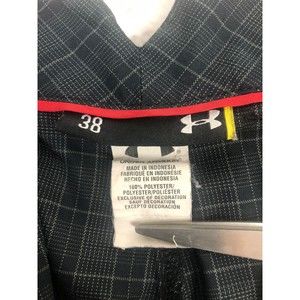 38
MADE IN INDONESIA
FABRIQUÉ EN INDONÉSIE
HECHO EN INDONESIA
100% POLYESTER/
POLYESTER/POLIÉSTER
EXCLUSIVE OF DECORATION
SAUF DÉCORATION
EXCEPTO DECORACIÓN